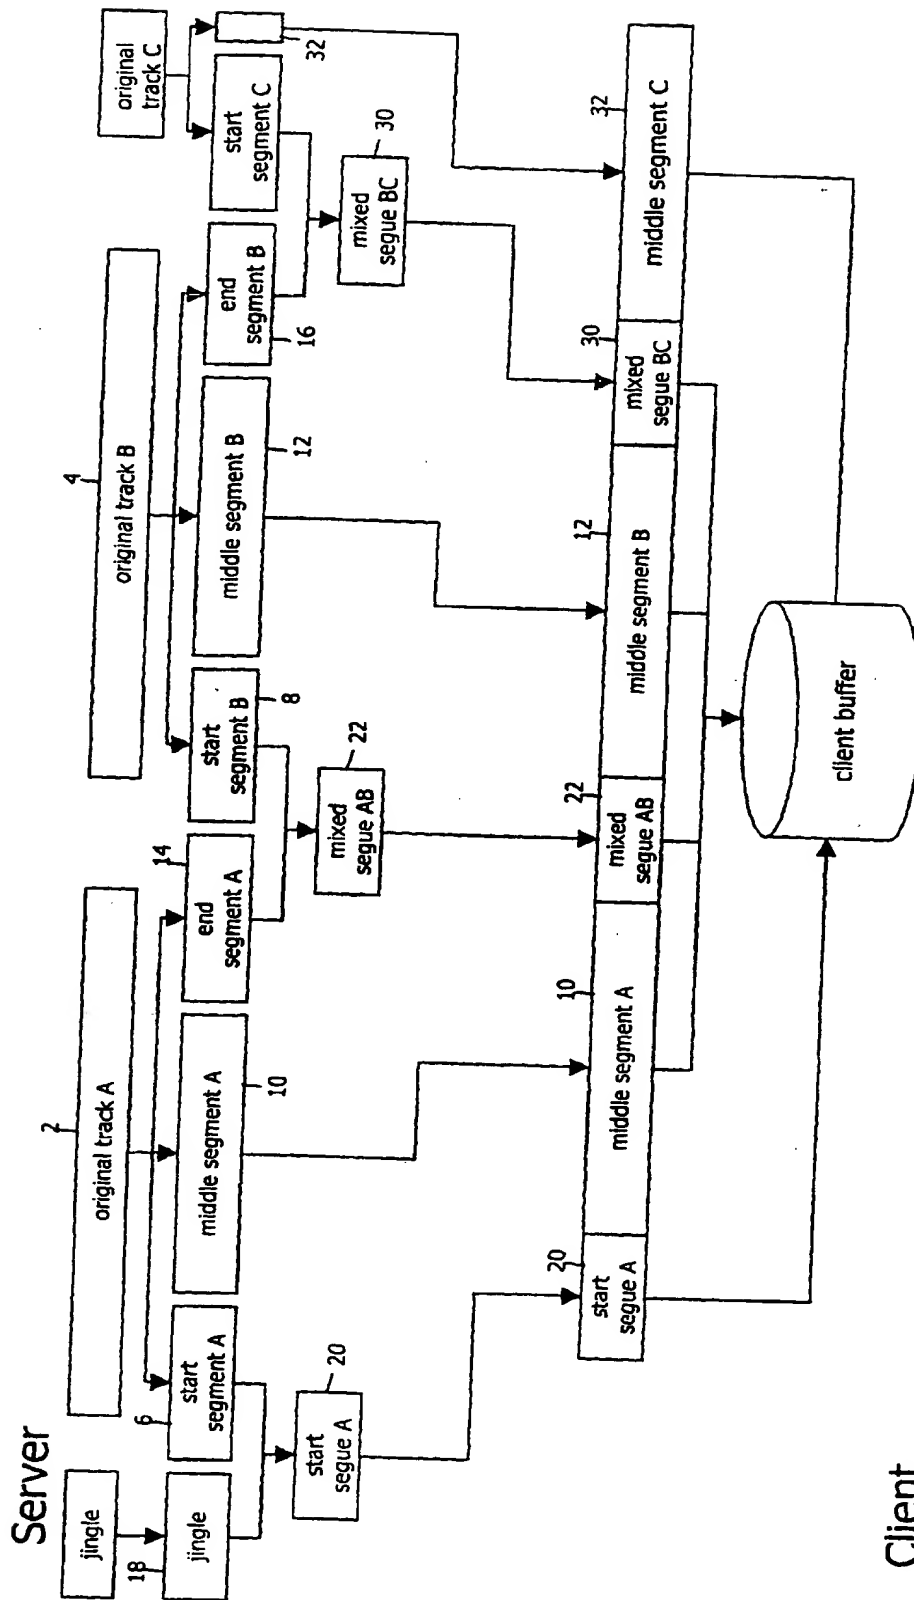 Server
jingle
18
jingle
2
original track A
6
start
segment A
middle segment A
10
14
end
segment A
4
original track B
start
segment B
8
middle segment B
12
end
segment B
16
original
track C
start
segment C
32
20
start
segue A
22
mixed
segue AB
30
mixed
segue BC
20
start
segue A
10
middle segment A
22
mixed
segue AB
12
middle segment B
30
mixed
segue BC
32
middle segment C
client buffer
Client